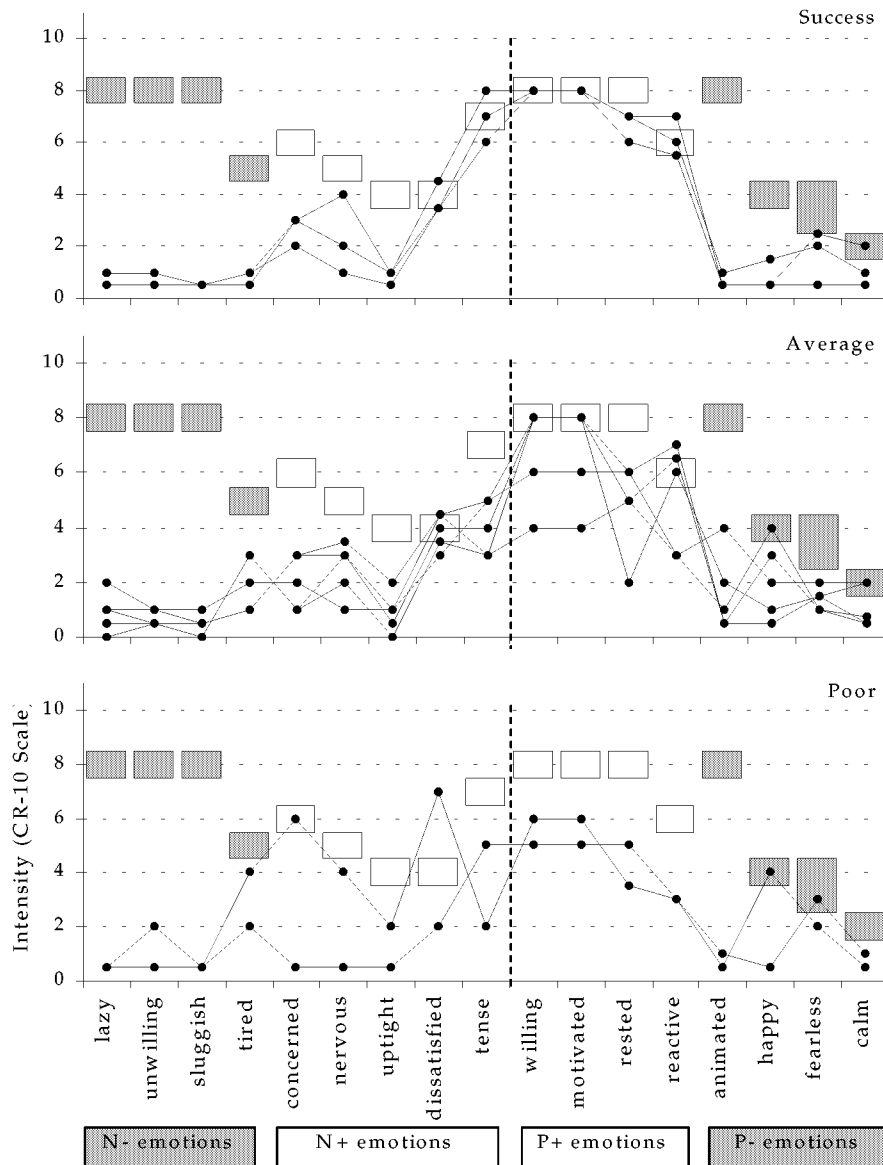 Success
10
8
6
4
2
0
Average
10
8
6
4
2
0
Poor
10
8
6
4
2
0
Intensity (CR-10 Scale)
lazy
unwilling
sluggish
tired
concerned
nervous
uptight
dissatisfied
tense
willing
motivated
rested
reactive
animated
happy
fearless
calm
N- emotions
N+ emotions
P+ emotions
P- emotions